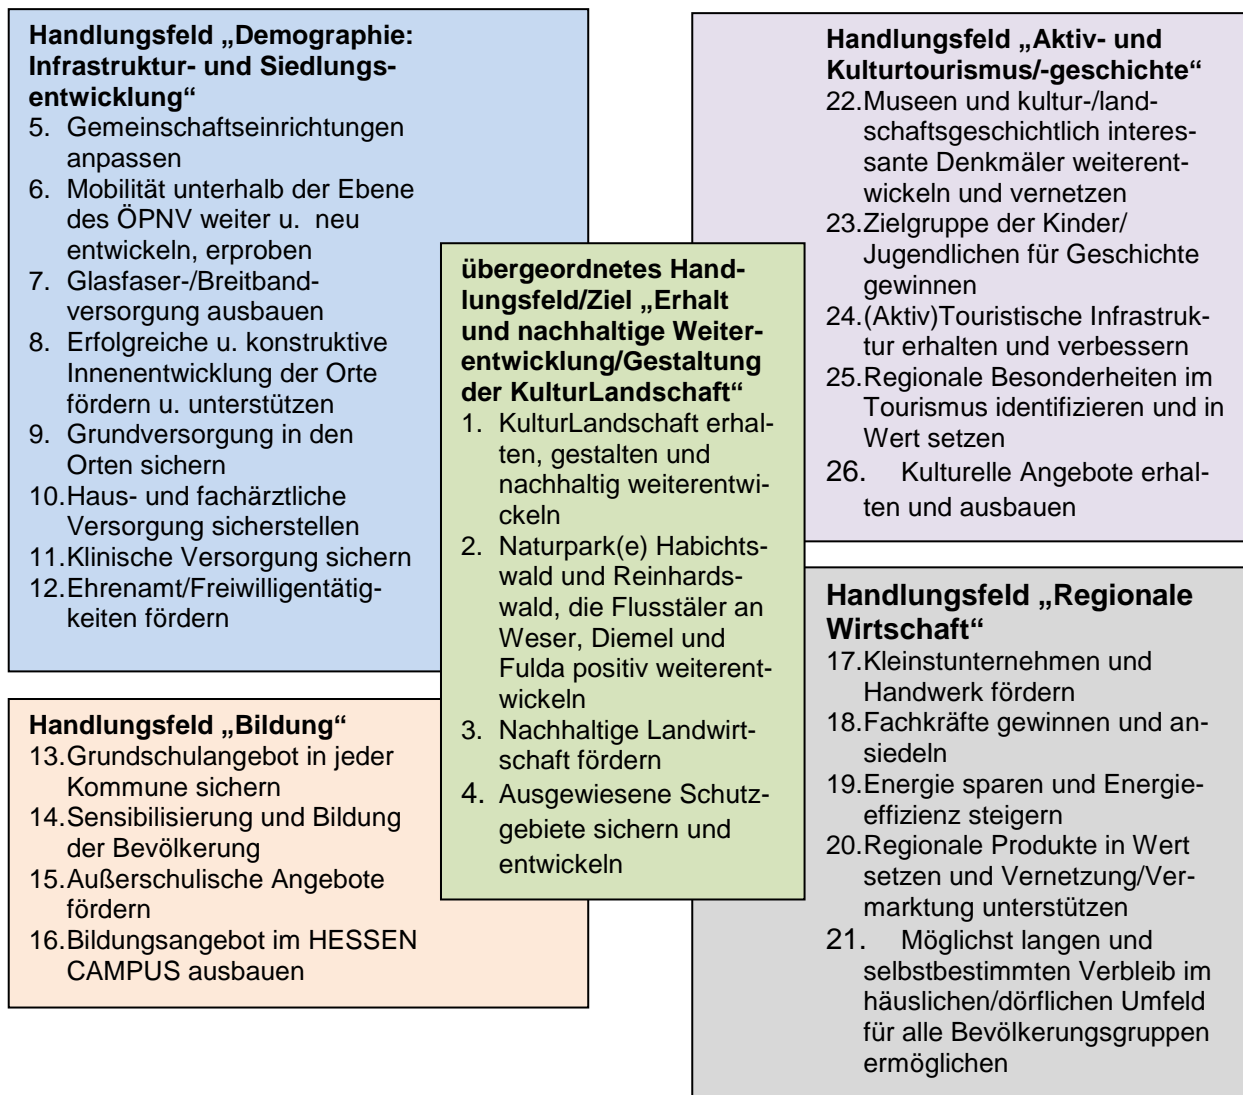 Handlungsfeld „Demographie:
Infrastruktur- und Siedlungs-
entwicklung“
5. Gemeinschaftseinrichtungen
anpassen
6. Mobilität unterhalb der Ebene
des ÖPNV weiter u. neu
entwickeln, erproben
7. Glasfaser-/Breitband-
versorgung ausbauen
8. Erfolgreiche u. konstruktive
Innenentwicklung der Orte
fördern u. unterstützen
9. Grundversorgung in den
Orten sichern
10.Haus- und fachärztliche
Versorgung sicherstellen
11.Klinische Versorgung sichern
12.Ehrenamt/Freiwilligentätig-
keiten fördern
Handlungsfeld „Bildung“
13.Grundschulangebot in jeder
Kommune sichern
14.Sensibilisierung und Bildung
der Bevölkerung
15.Außerschulische Angebote
fördern
16.Bildungsangebot im HESSEN
CAMPUS ausbauen
übergeordnetes Hand-
lungsfeld/Ziel „Erhalt
und nachhaltige Weiter-
entwicklung/Gestaltung
der KulturLandschaft“
1. KulturLandschaft erhal-
ten, gestalten und
nachhaltig weiterentwi-
ckeln
2. Naturpark(e) Habichts-
wald und Reinhards-
wald, die Flusstäler an
Weser, Diemel und
Fulda positiv weiterent-
wickeln
3. Nachhaltige Landwirt-
schaft fördern
4. Ausgewiesene Schutz-
gebiete sichern und
entwickeln
Handlungsfeld „Aktiv- und
Kulturtourismus/-geschichte“
22.Museen und kultur-/land-
schaftsgeschichtlich interes-
sante Denkmäler weiterent-
wickeln und vernetzen
23.Zielgruppe der Kinder/
Jugendlichen für Geschichte
gewinnen
24.(Aktiv)Touristische Infrastruk-
tur erhalten und verbessern
25.Regionale Besonderheiten im
Tourismus identifizieren und in
Wert setzen
26. Kulturelle Angebote erhal-
ten und ausbauen
Handlungsfeld „Regionale
Wirtschaft“
17.Kleinstunternehmen und
Handwerk fördern
18.Fachkräfte gewinnen und an-
siedeln
19.Energie sparen und Energie-
effizienz steigern
20.Regionale Produkte in Wert
setzen und Vernetzung/Ver-
marktung unterstützen
21. Möglichst langen und
selbstbestimmten Verbleib im
häuslichen/dörflichen Umfeld
für alle Bevölkerungsgruppen
ermöglichen